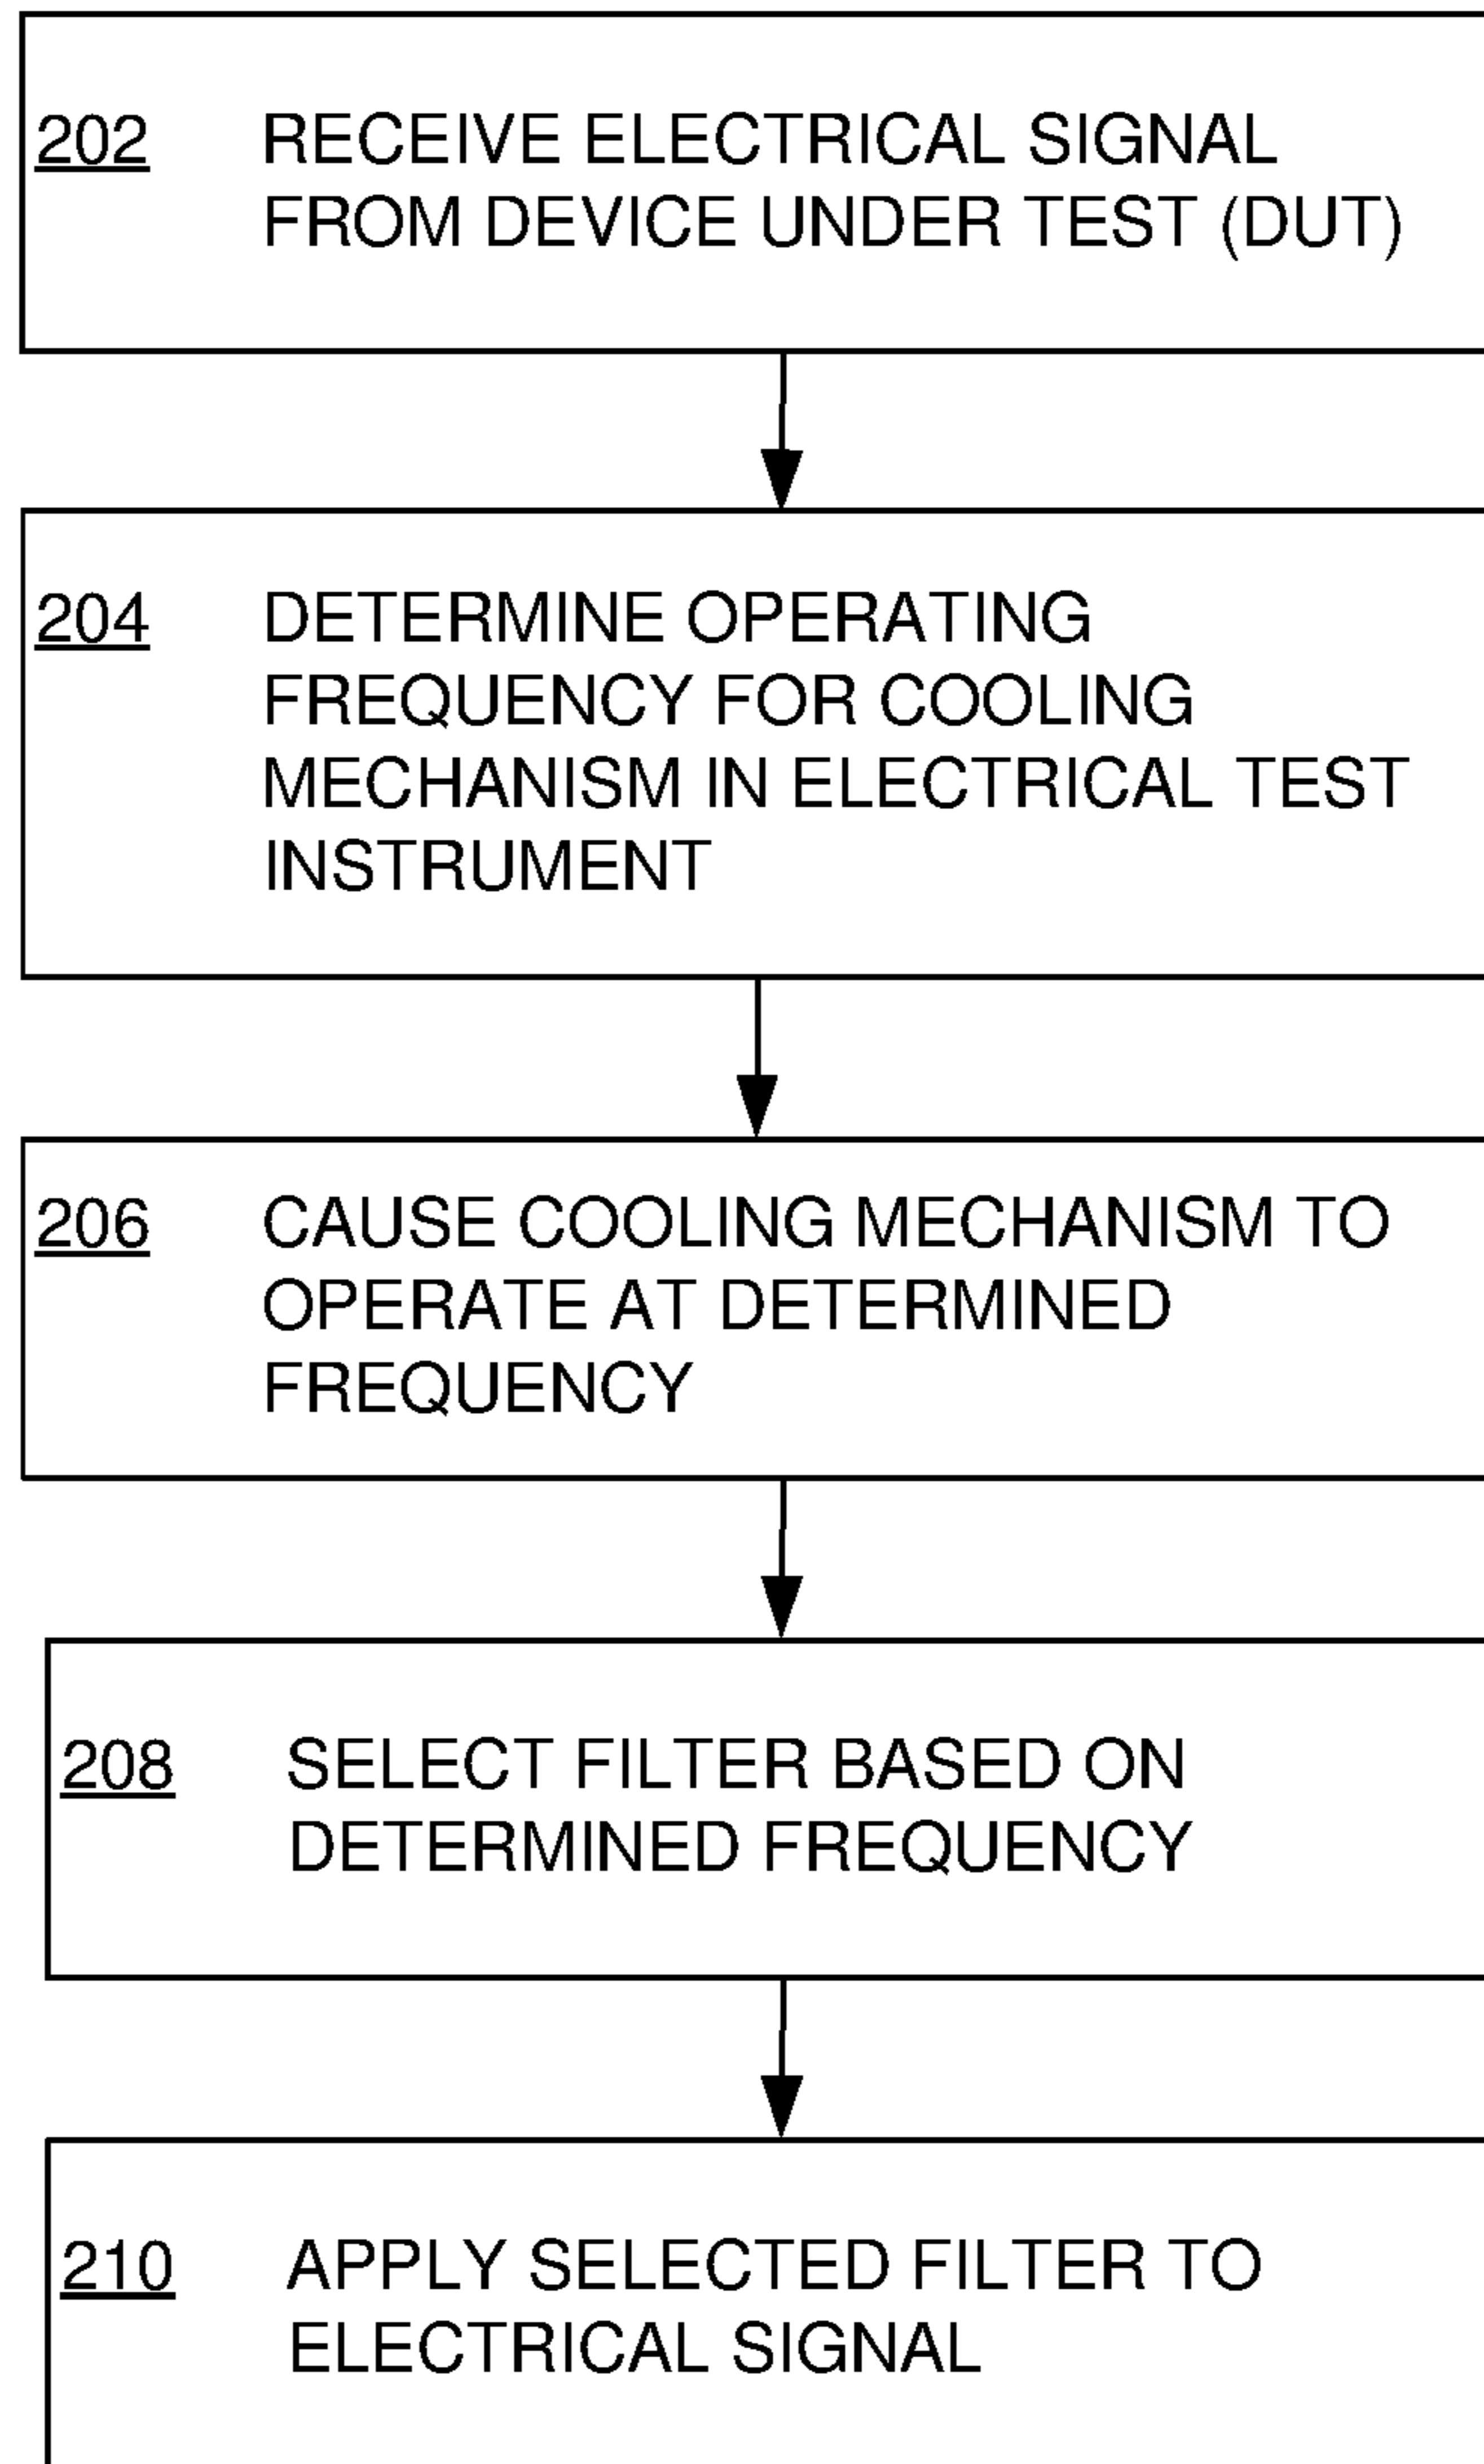 202 RECEIVE ELECTRICAL SIGNAL
FROM DEVICE UNDER TEST (DUT)
204 DETERMINE OPERATING
FREQUENCY FOR COOLING
MECHANISM IN ELECTRICAL TEST
INSTRUMENT
206 CAUSE COOLING MECHANISM TO
OPERATE AT DETERMINED
FREQUENCY
208 SELECT FILTER BASED ON
DETERMINED FREQUENCY
210 APPLY SELECTED FILTER TO
ELECTRICAL SIGNAL